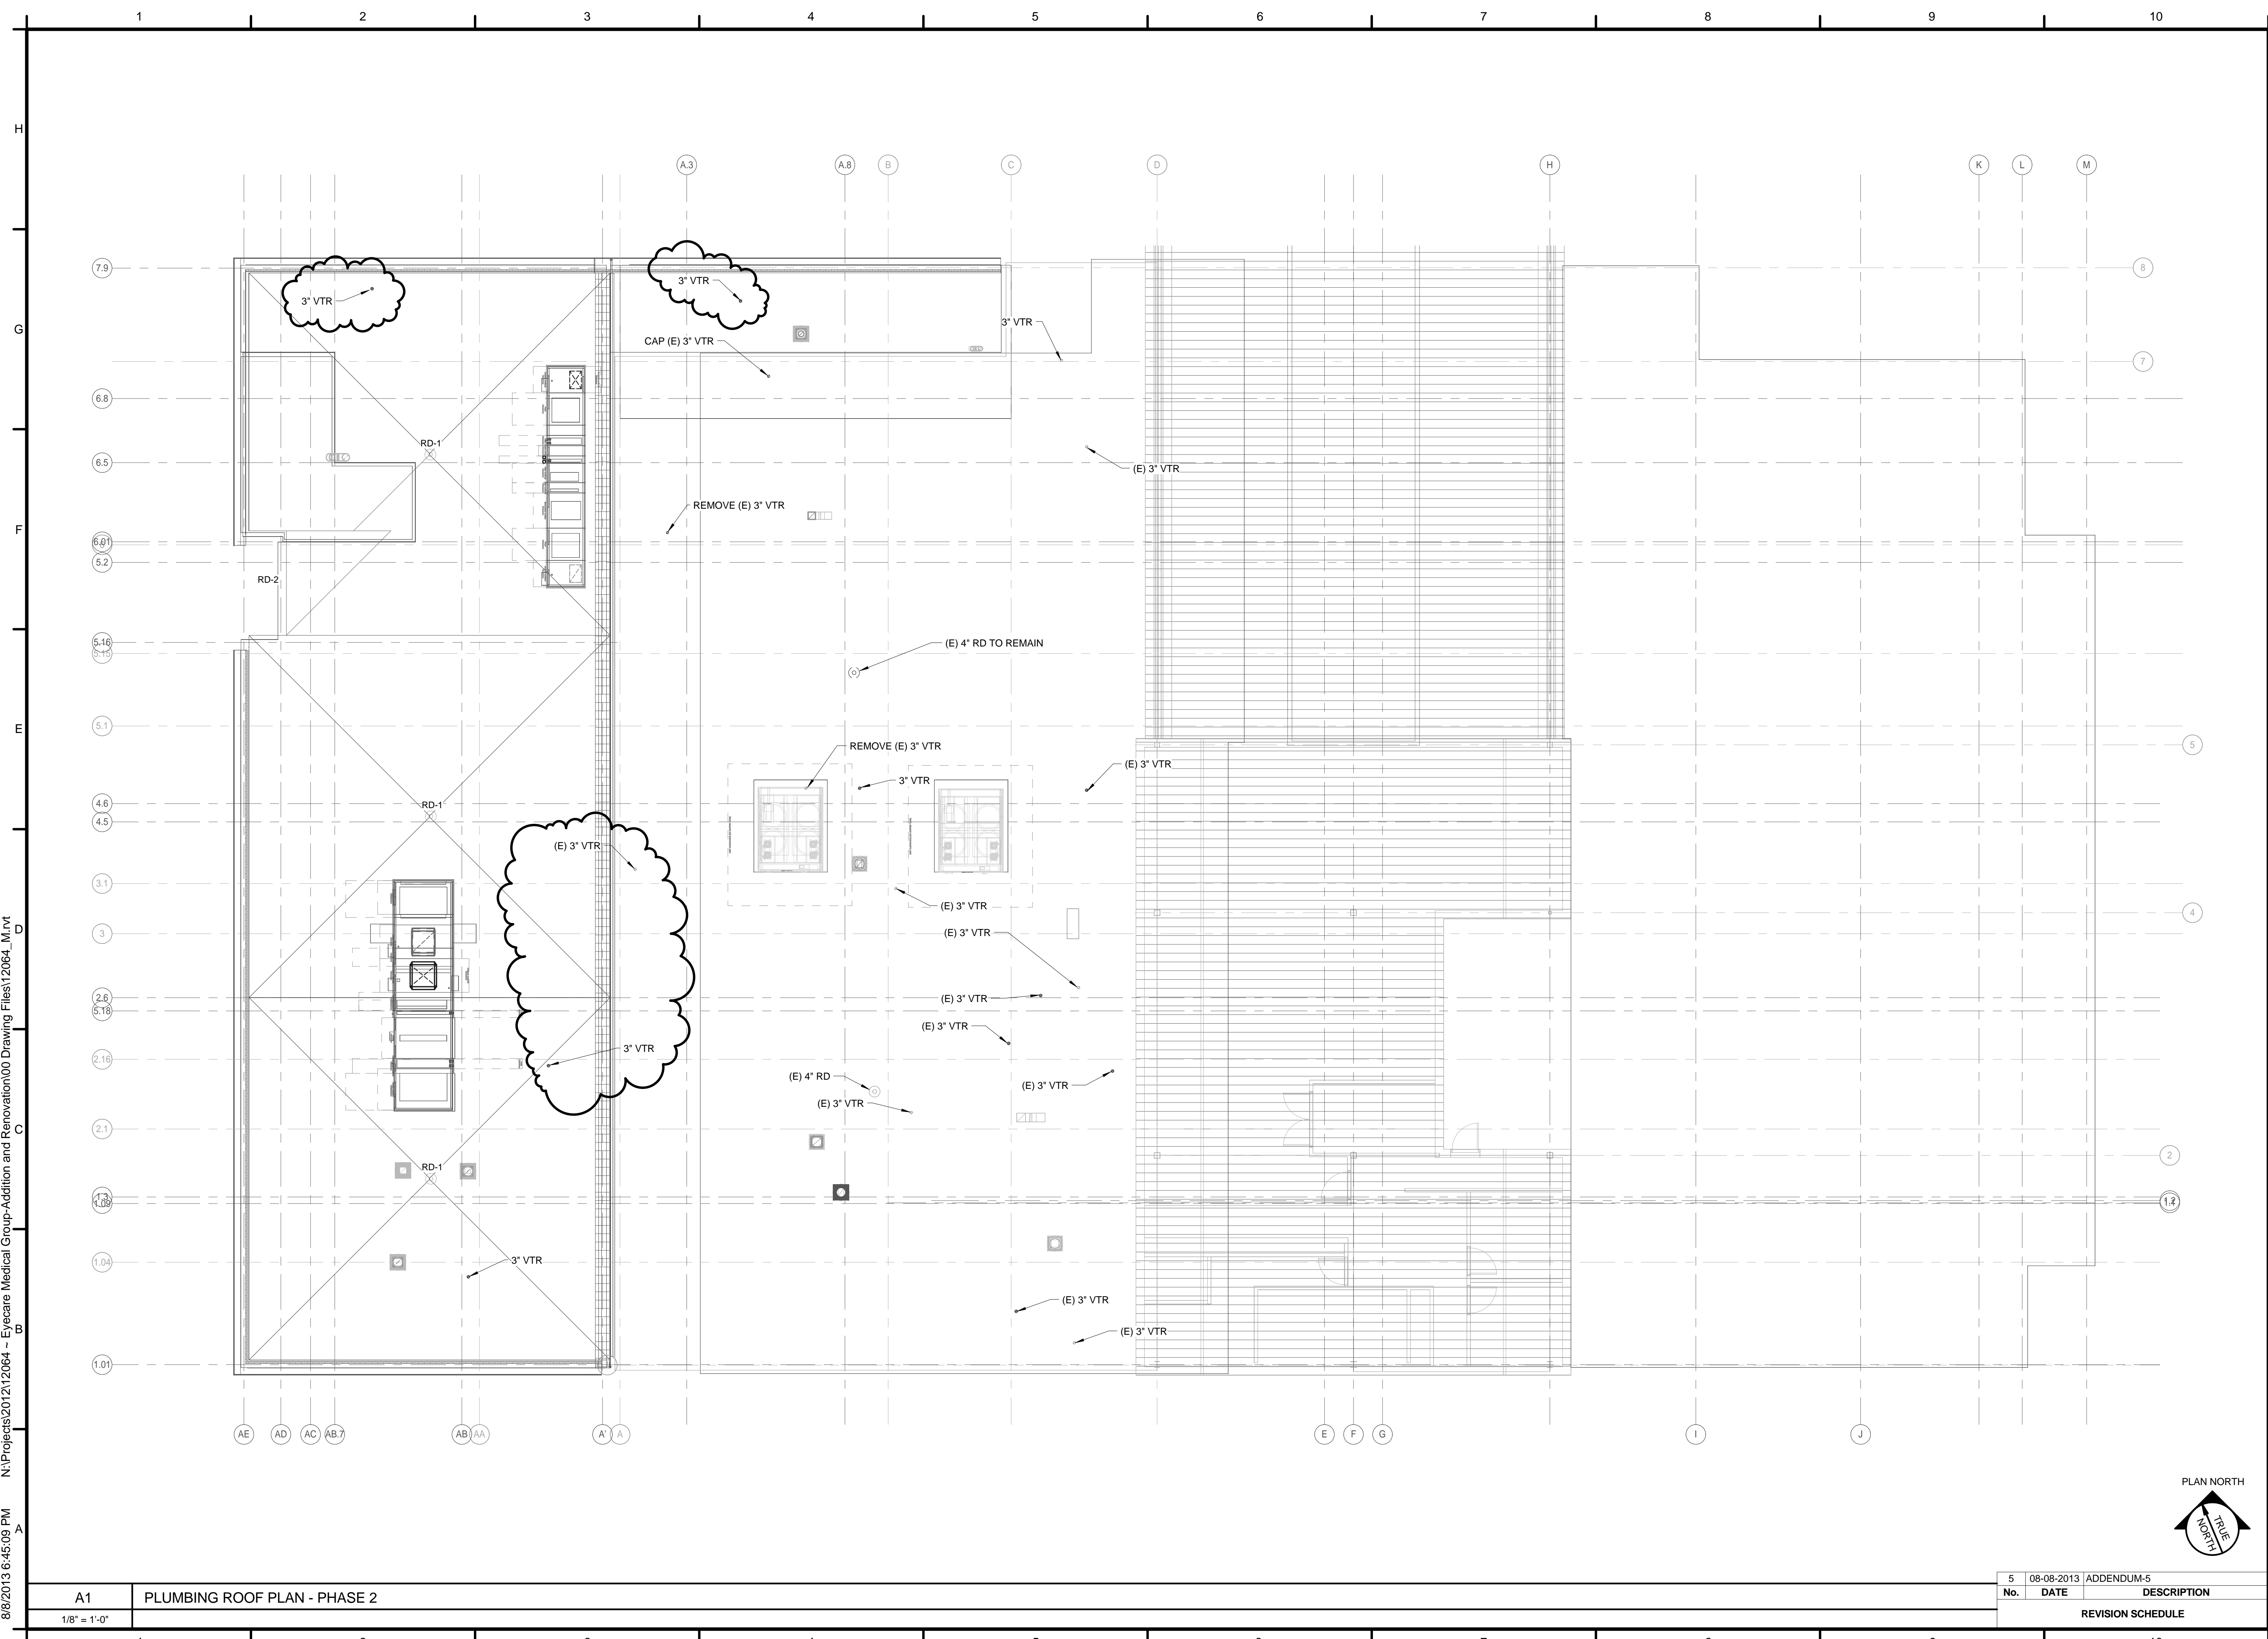 1 2 3 4 5 6 7 8 9 10
H
A.3 A.8 B C D H K L M
7.9
8
3" VTR
3" VTR
G
3" VTR
CAP (E) 3" VTR
7
6.8
RD-1
6.5
(E) 3" VTR
REMOVE (E) 3" VTR
F
6.01
5.2
RD-2
5.16
(E) 4" RD TO REMAIN
5.15
5.1
E
REMOVE (E) 3" VTR
5
(E) 3" VTR
3" VTR
4.6
RD-1
4.5
(E) 3" VTR
3.1
(E) 3" VTR
4
D
3
(E) 3" VTR
2.6
(E) 3" VTR
5.18
(E) 3" VTR
3" VTR
2.16
(E) 4" RD
(E) 3" VTR
(E) 3" VTR
C
2.1
2
RD-1
1.3
1.09
1.2
1.04
3" VTR
(E) 3" VTR
B
(E) 3" VTR
1.01
AE AD AC AB.7 AB AA A' A E F G I J
PLAN NORTH
TRUE NORTH
A
N:\Projects\2012\12064 ~ Eyecare Medical Group-Addition and Renovation\00 Drawing Files\12064_M.rvt
8/8/2013 6:45:09 PM
A1 PLUMBING ROOF PLAN - PHASE 2
1/8" = 1'-0"
5 08-08-2013 ADDENDUM-5
No. DATE DESCRIPTION
REVISION SCHEDULE